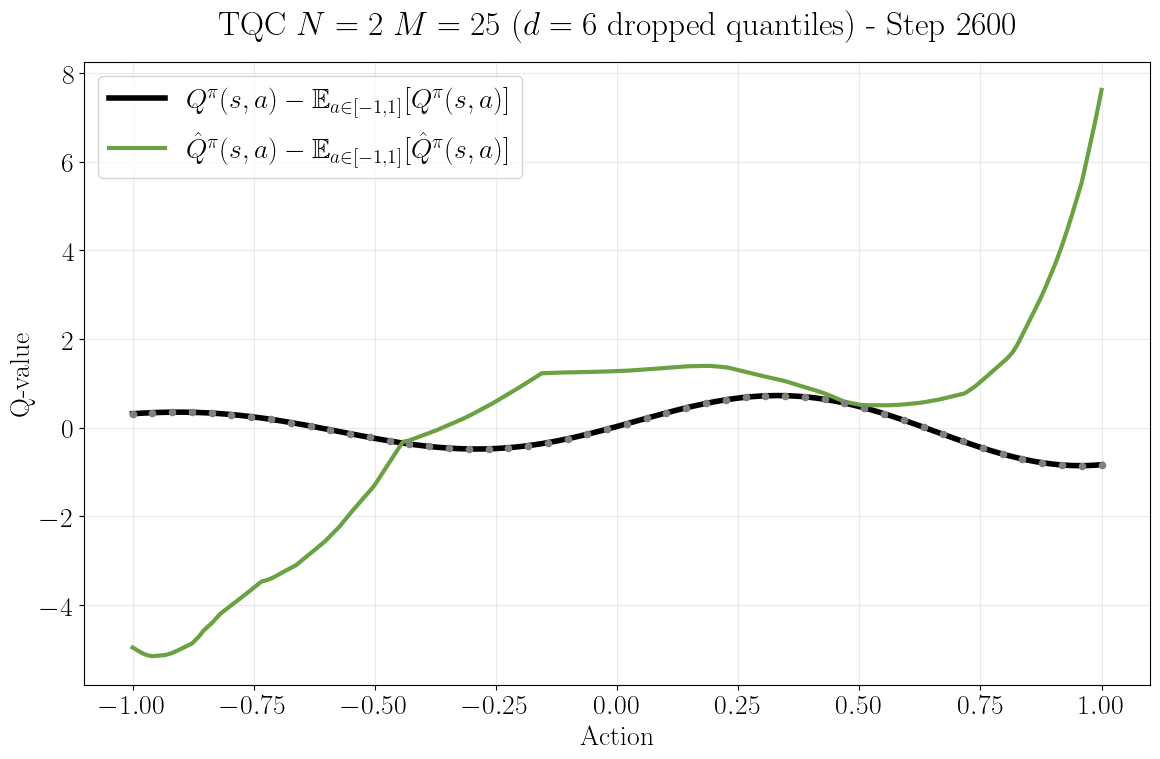 TQC $N = 2$ $M = 25$ ($d = 6$ dropped quantiles) - Step 2600
$Q^{\pi}(s, a) - \mathbb{E}_{a \in [-1,1]}[Q^{\pi}(s, a)]$
$\hat{Q}^{\pi}(s, a) - \mathbb{E}_{a \in [-1,1]}[\hat{Q}^{\pi}(s, a)]$
8
6
4
2
0
−2
−4
Q-value
−1.00 −0.75 −0.50 −0.25 0.00 0.25 0.50 0.75 1.00
Action